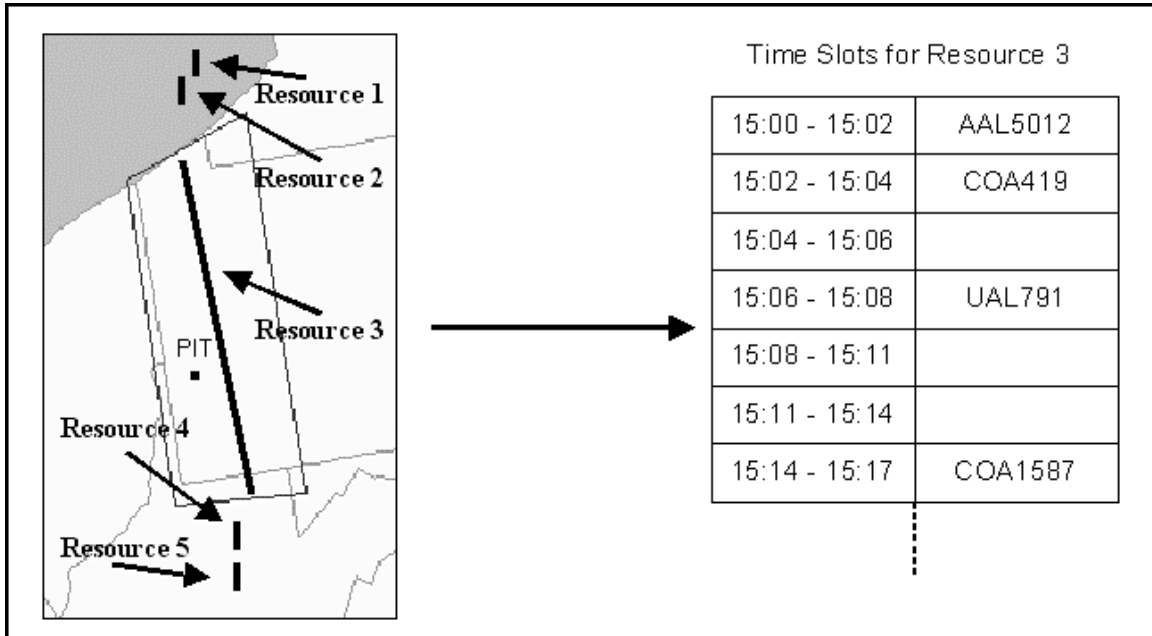 Resource 1
Resource 2
Resource 3
PIT
Resource 4
Resource 5
Time Slots for Resource 3
15:00 - 15:02 AAL5012
15:02 - 15:04 COA419
15:04 - 15:06
15:06 - 15:08 UAL791
15:08 - 15:11
15:11 - 15:14
15:14 - 15:17 COA1587